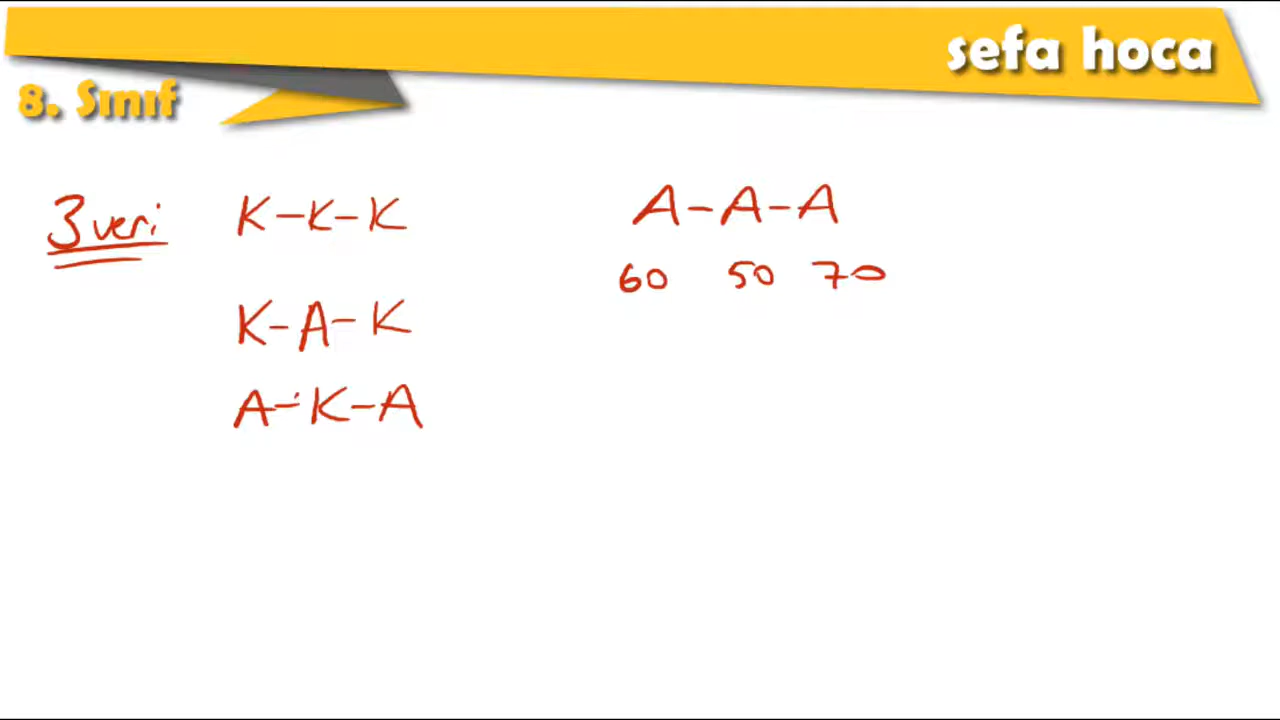 sefa hoca
8. Sınıf
3 veri
K-K-K
A-A-A
60 50 70
K-A-K
A-K-A